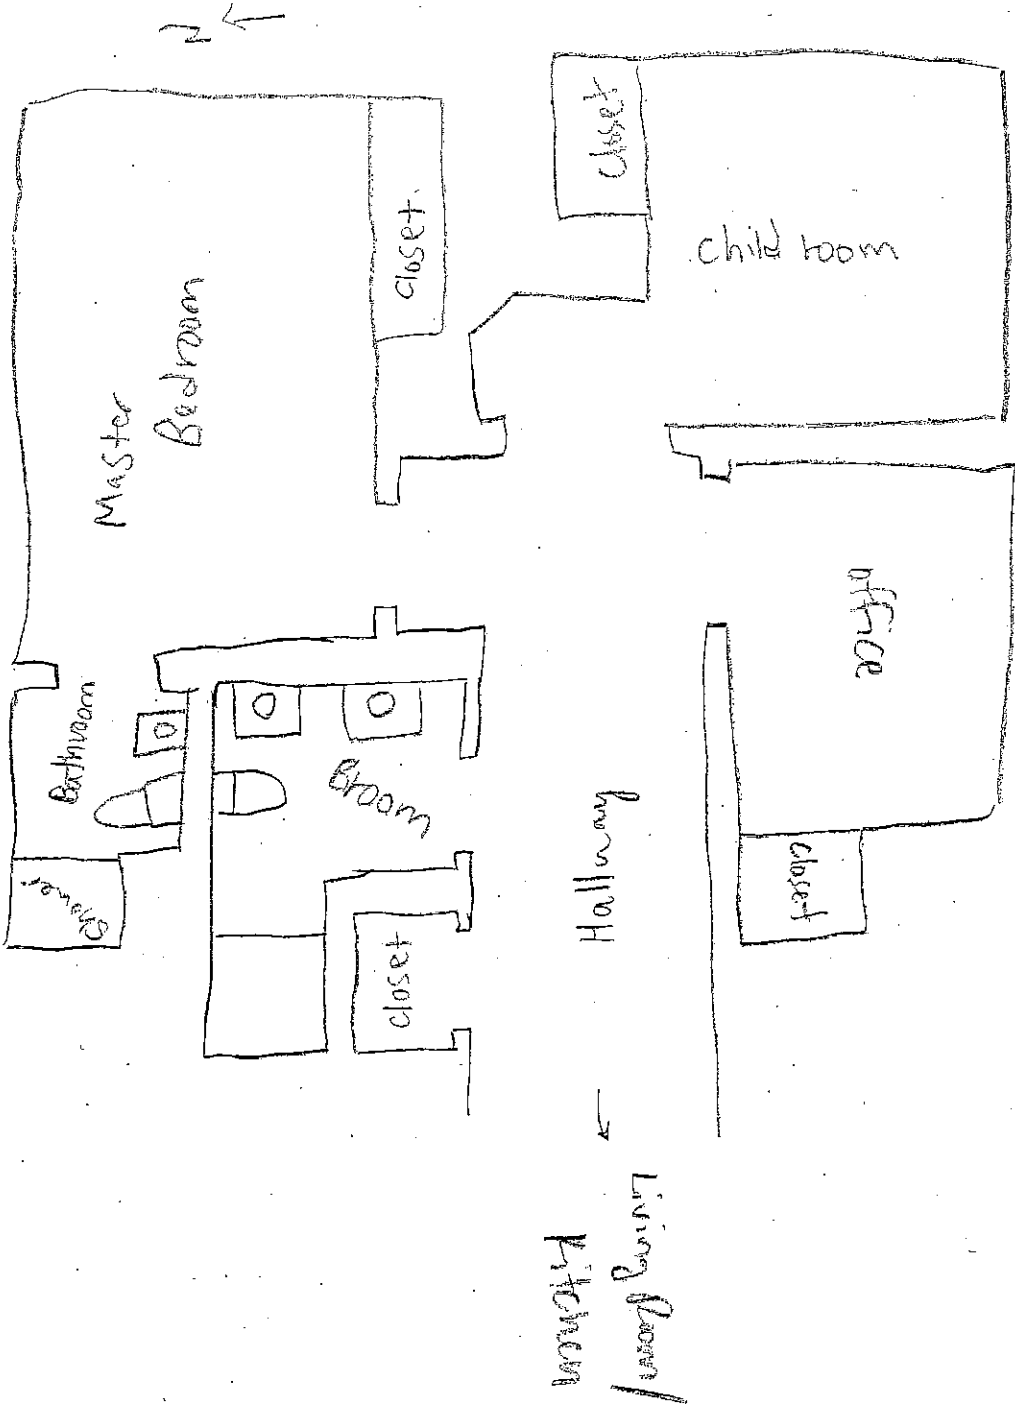 N
Closet
Child room
Closet
Master
Bedroom
office
Bathroom
Broom
Shower
Closet
Closet
Hallway
Living Room/
Kitchen